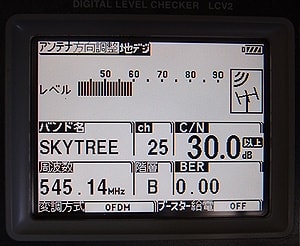 DIGITAL LEVEL CHECKER LCV2
アンテナ方向調整 地デジ
50 60 70 80 90
レベル
バンド名 ch C/N
SKYTREE 25 30.0 dB 以上
周波数 階層 BER
545.14MHz B 0.00
変調方式 OFDM ブースター給電 OFF